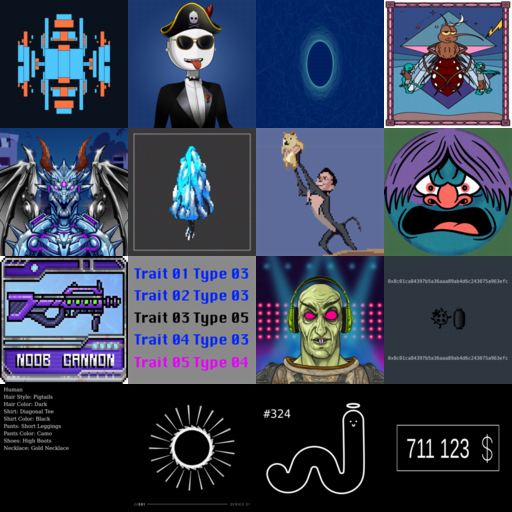 NOOB CANNON
Trait 01 Type 03
Trait 02 Type 03
Trait 03 Type 05
Trait 04 Type 03
Trait 05 Type 04
Human
Hair Style: Pigtails
Hair Color: Dark
Shirt: Diagonal Tee
Shirt Color: Black
Pants: Short Leggings
Pants Color: Camo
Shoes: High Boots
Necklace: Gold Necklace
#324
711 123 $